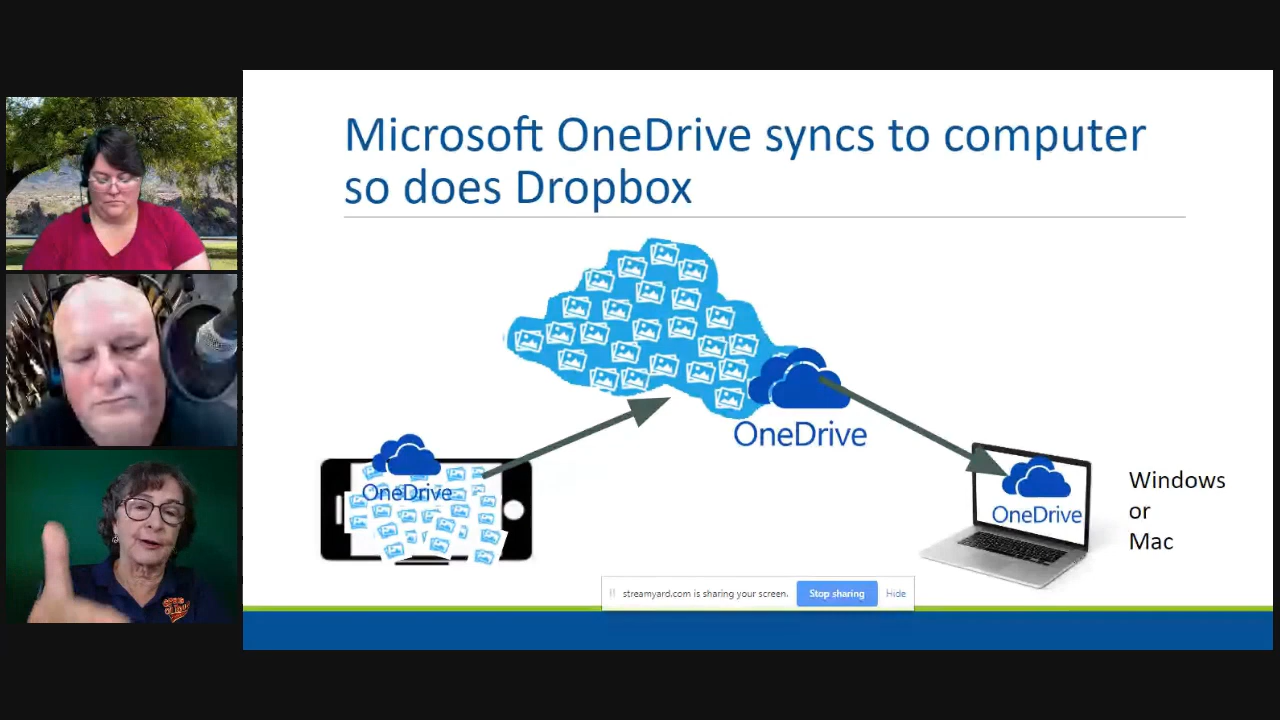 Microsoft OneDrive syncs to computer
so does Dropbox
OneDrive
OneDrive
OneDrive
Windows
or
Mac
streamyard.com is sharing your screen.
Stop sharing
Hide